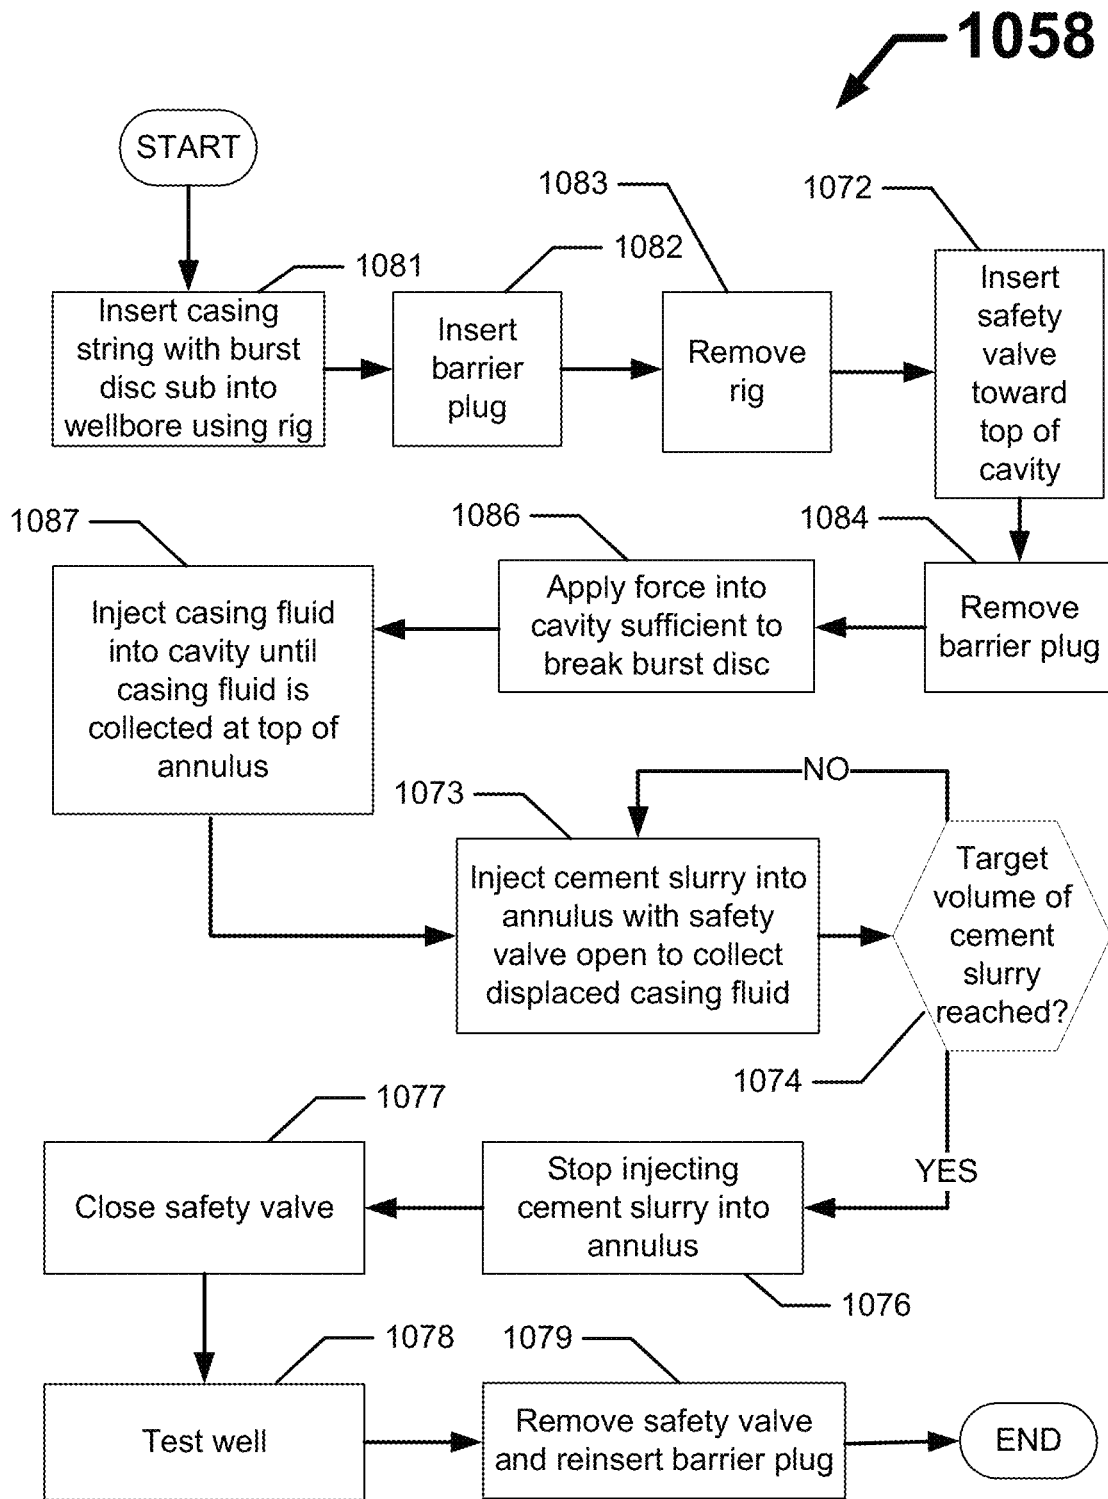 1058
START
1081
Insert casing
string with burst
disc sub into
wellbore using rig
1082
Insert
barrier
plug
1083
Remove
rig
1072
Insert
safety
valve
toward
top of
cavity
1084
Remove
barrier plug
1086
Apply force into
cavity sufficient to
break burst disc
1087
Inject casing fluid
into cavity until
casing fluid is
collected at top of
annulus
1073
Inject cement slurry into
annulus with safety
valve open to collect
displaced casing fluid
NO
Target
volume of
cement
slurry
reached?
1074
YES
Stop injecting
cement slurry into
annulus
1076
1077
Close safety valve
1078
Test well
1079
Remove safety valve
and reinsert barrier plug
END